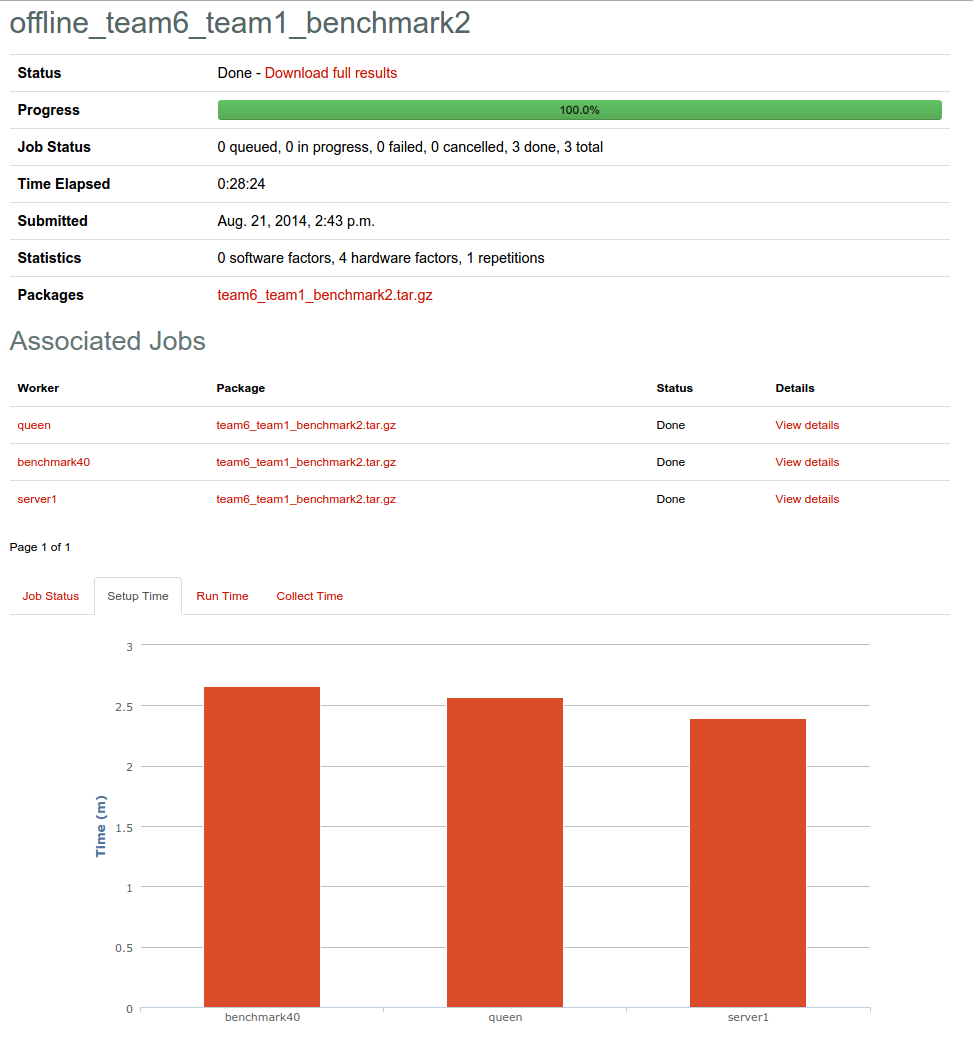 offline_team6_team1_benchmark2
Status Done - Download full results
Progress 100.0%
Job Status 0 queued, 0 in progress, 0 failed, 0 cancelled, 3 done, 3 total
Time Elapsed 0:28:24
Submitted Aug. 21, 2014, 2:43 p.m.
Statistics 0 software factors, 4 hardware factors, 1 repetitions
Packages team6_team1_benchmark2.tar.gz
Associated Jobs
Worker Package Status Details
queen team6_team1_benchmark2.tar.gz Done View details
benchmark40 team6_team1_benchmark2.tar.gz Done View details
server1 team6_team1_benchmark2.tar.gz Done View details
Page 1 of 1
Job Status Setup Time Run Time Collect Time
3
2.5
2
1.5
1
0.5
0
Time (m)
benchmark40 queen server1